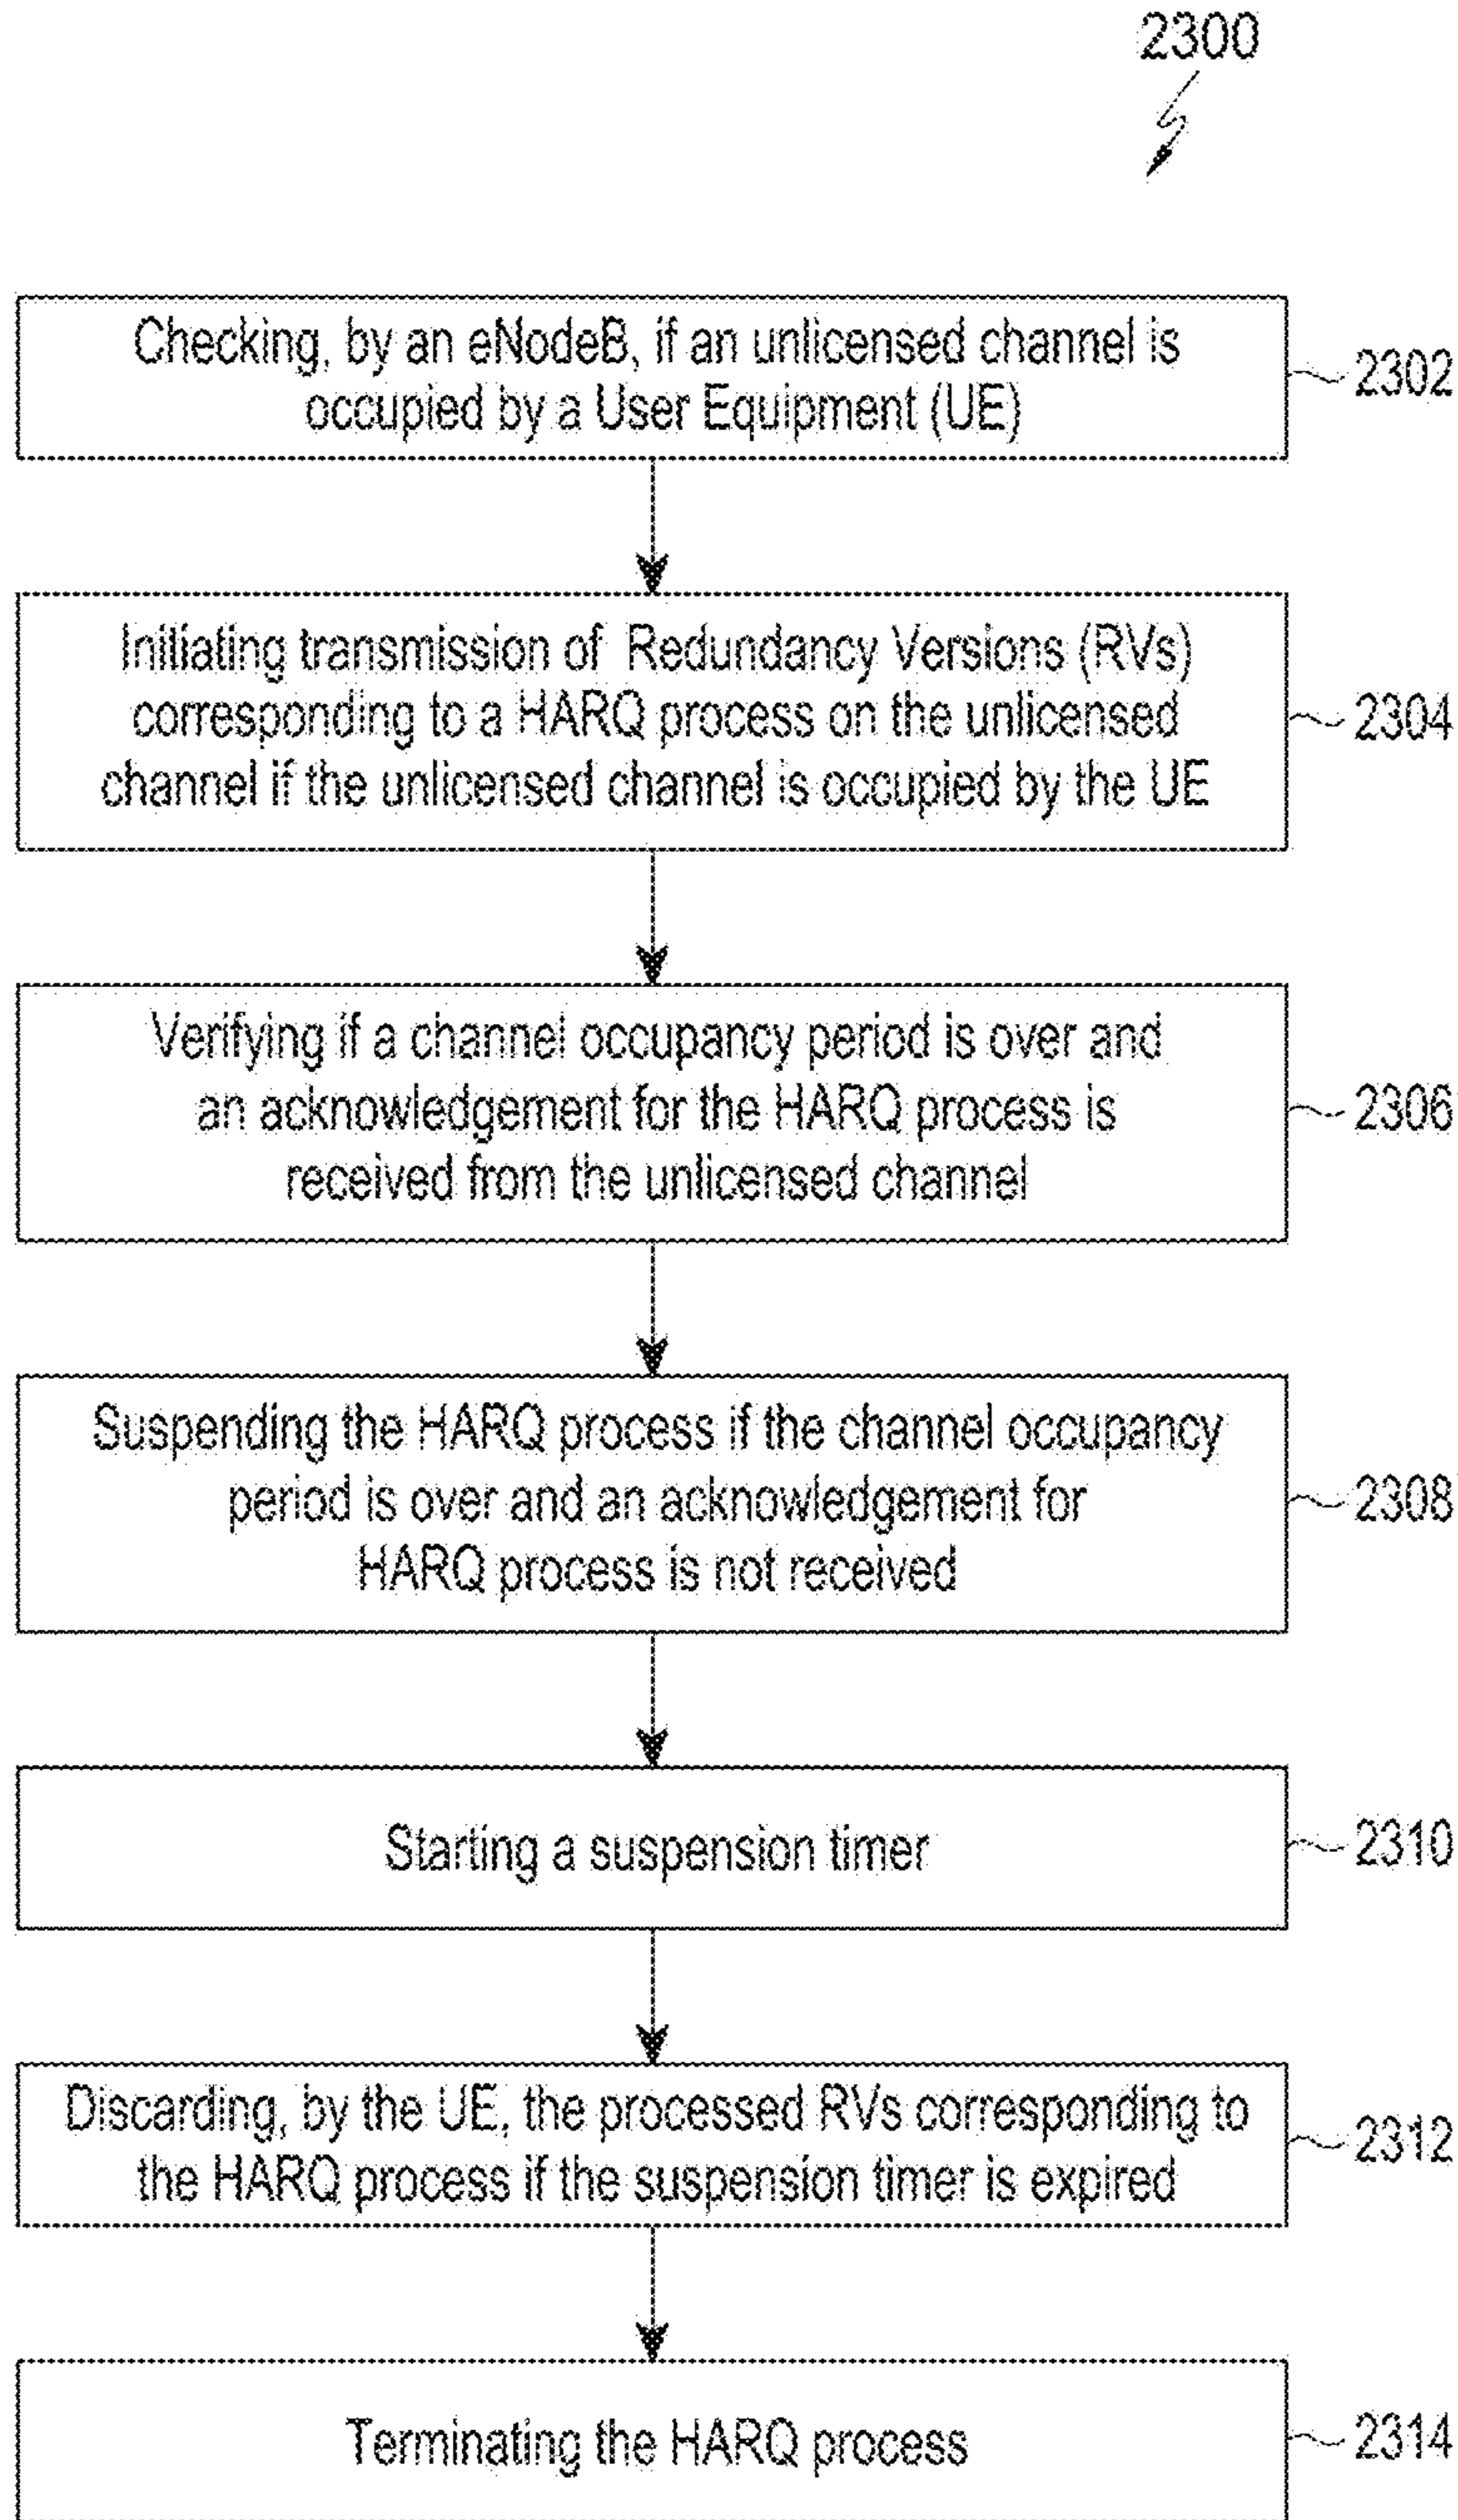 2300
Checking, by an eNodeB, if an unlicensed channel is
occupied by a User Equipment (UE)
2302
Initiating transmission of Redundancy Versions (RVs)
corresponding to a HARQ process on the unlicensed
channel if the unlicensed channel is occupied by the UE
2304
Verifying if a channel occupancy period is over and
an acknowledgement for the HARQ process is
received from the unlicensed channel
2306
Suspending the HARQ process if the channel occupancy
period is over and an acknowledgement for
HARQ process is not received
2308
Starting a suspension timer
2310
Discarding, by the UE, the processed RVs corresponding to
the HARQ process if the suspension timer is expired
2312
Terminating the HARQ process
2314